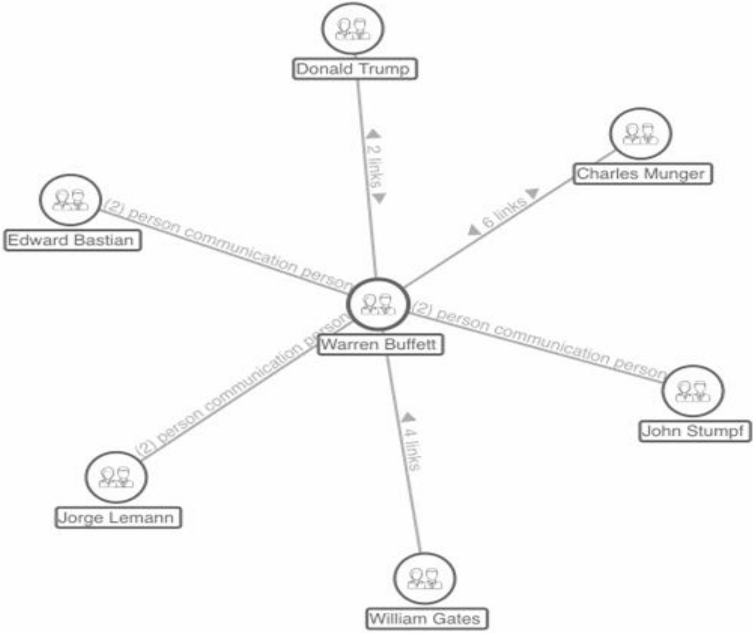 Donald Trump
2 links
Charles Munger
6 links
Edward Bastian
(2) person communication person
Warren Buffett
(2) person communication person
John Stumpf
(2) person communication person
Jorge Lemann
4 links
William Gates